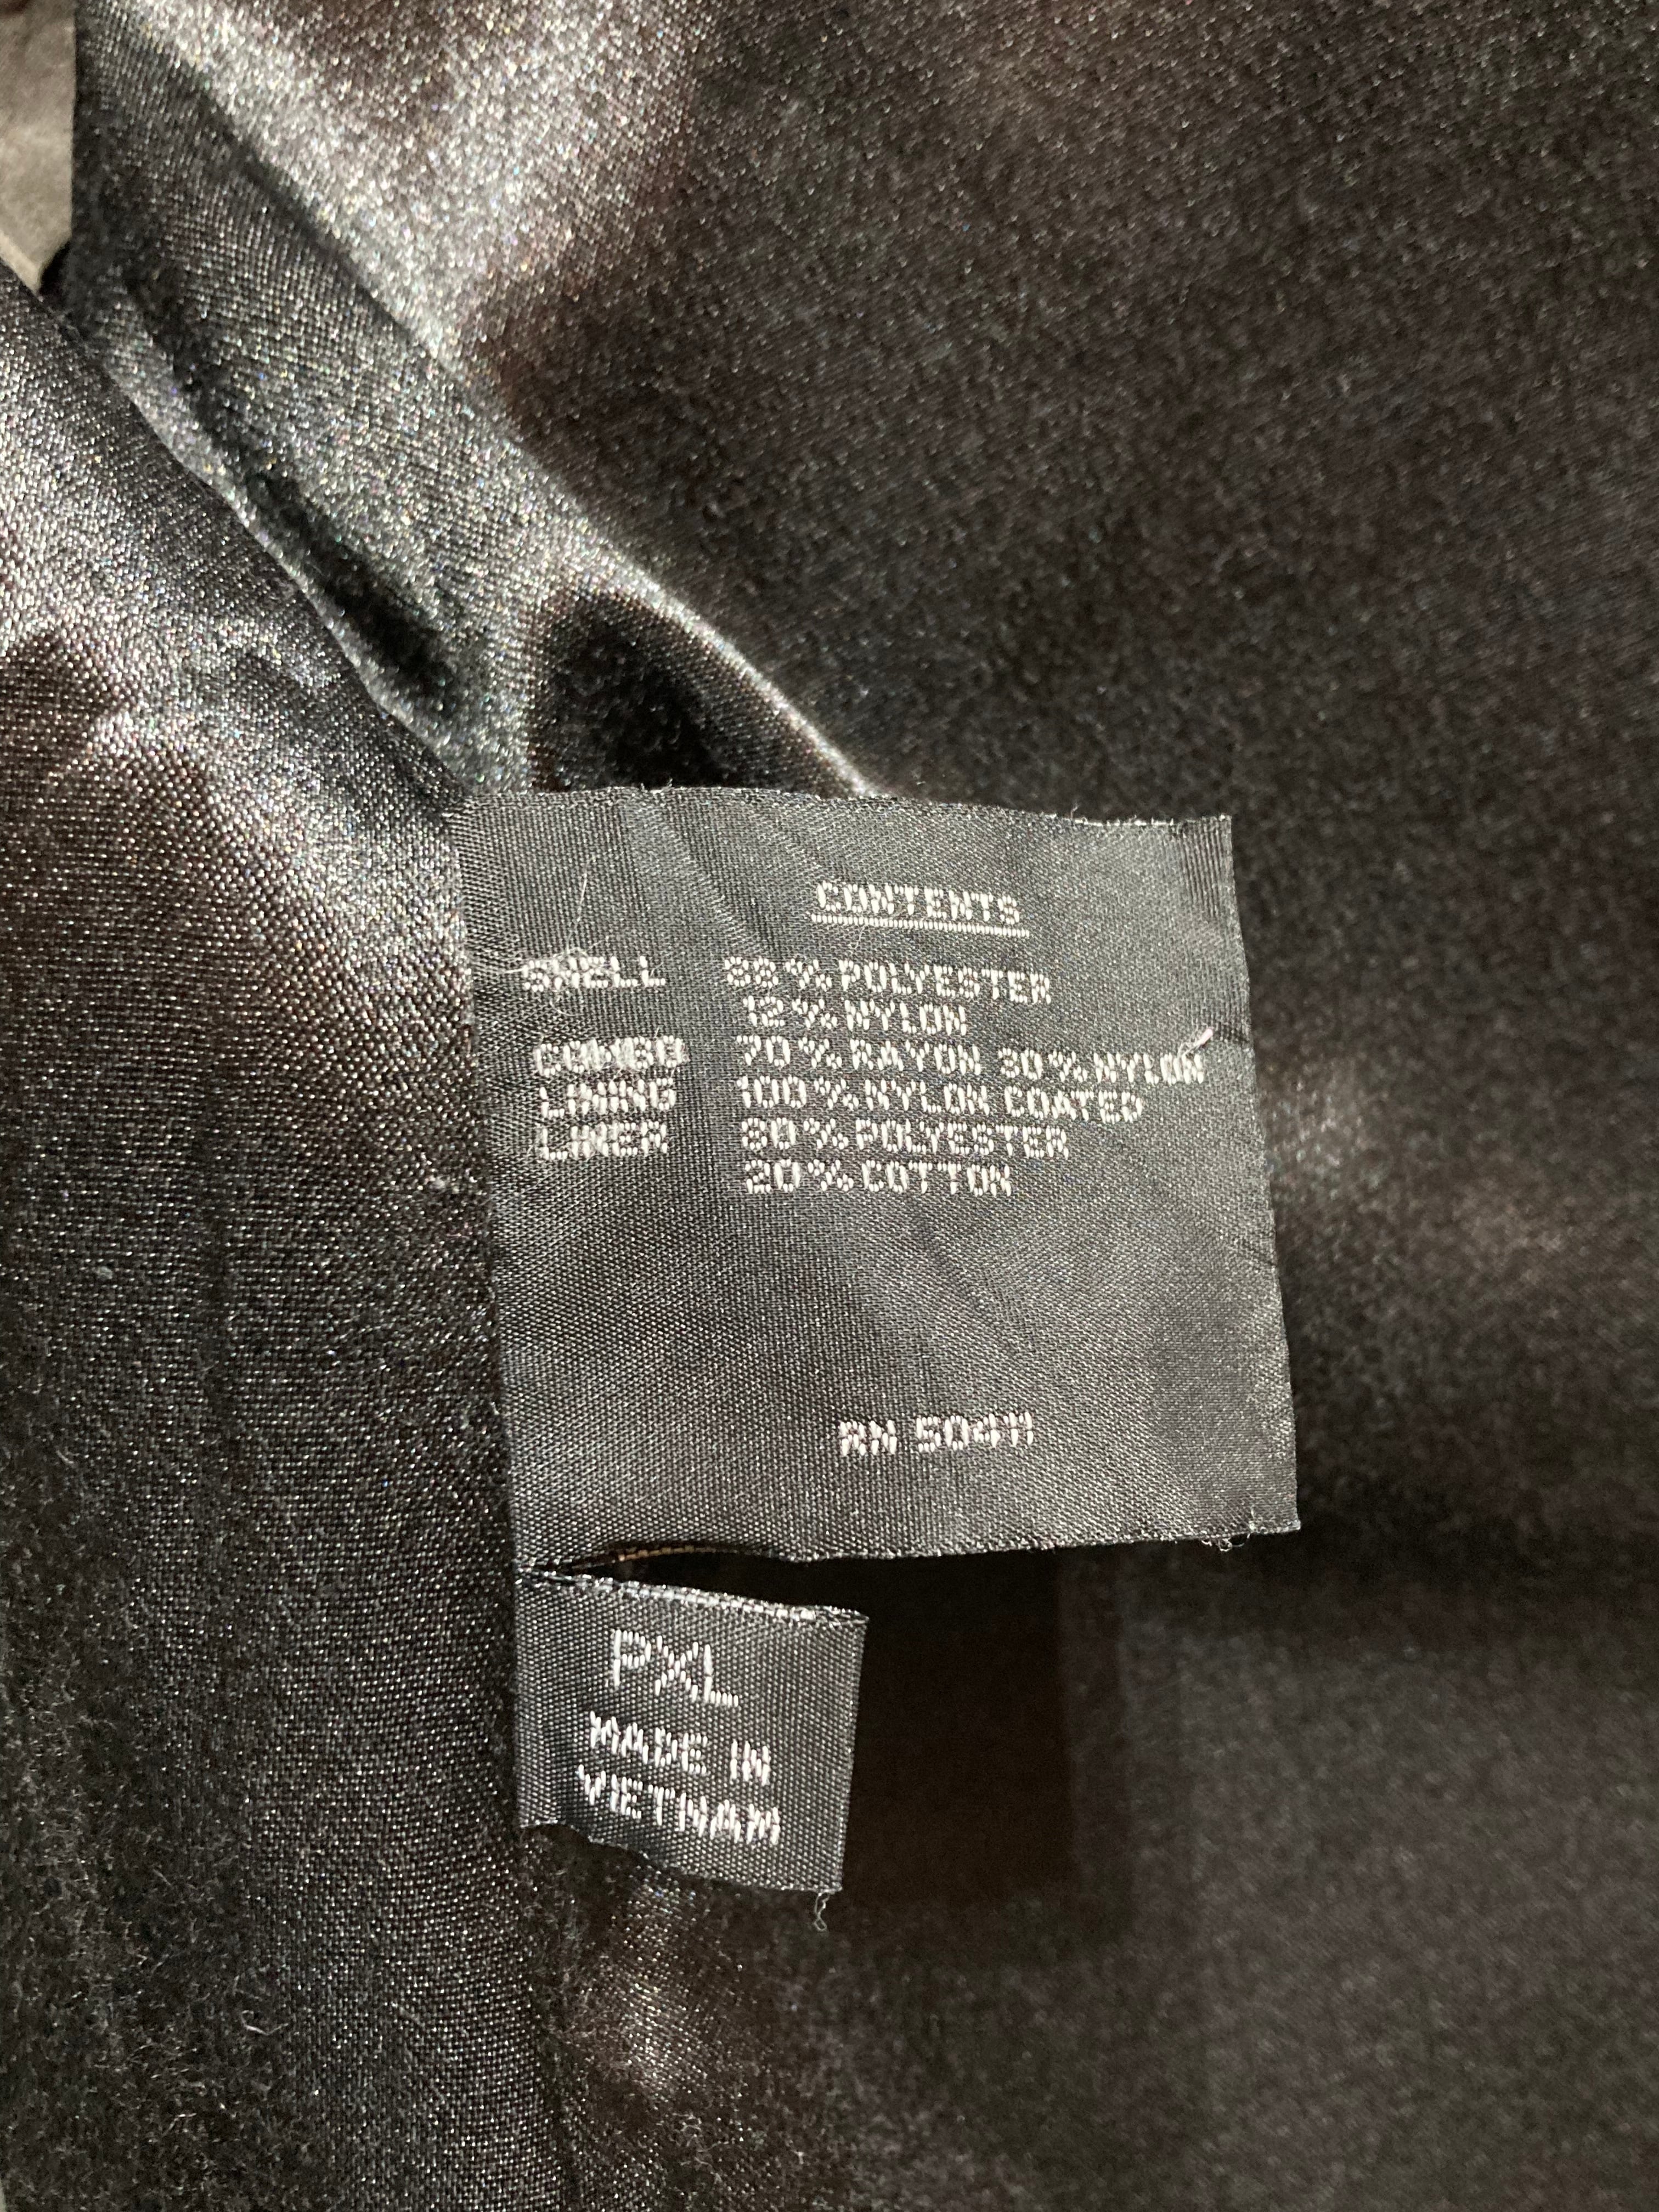 CONTENTS
SHELL 88% POLYESTER
12% NYLON
COMBO 70% RAYON 30% NYLON
LINING 100% NYLON COATED
LINER 80% POLYESTER
20% COTTON
RN 50411
PXL
MADE IN
VIETNAM